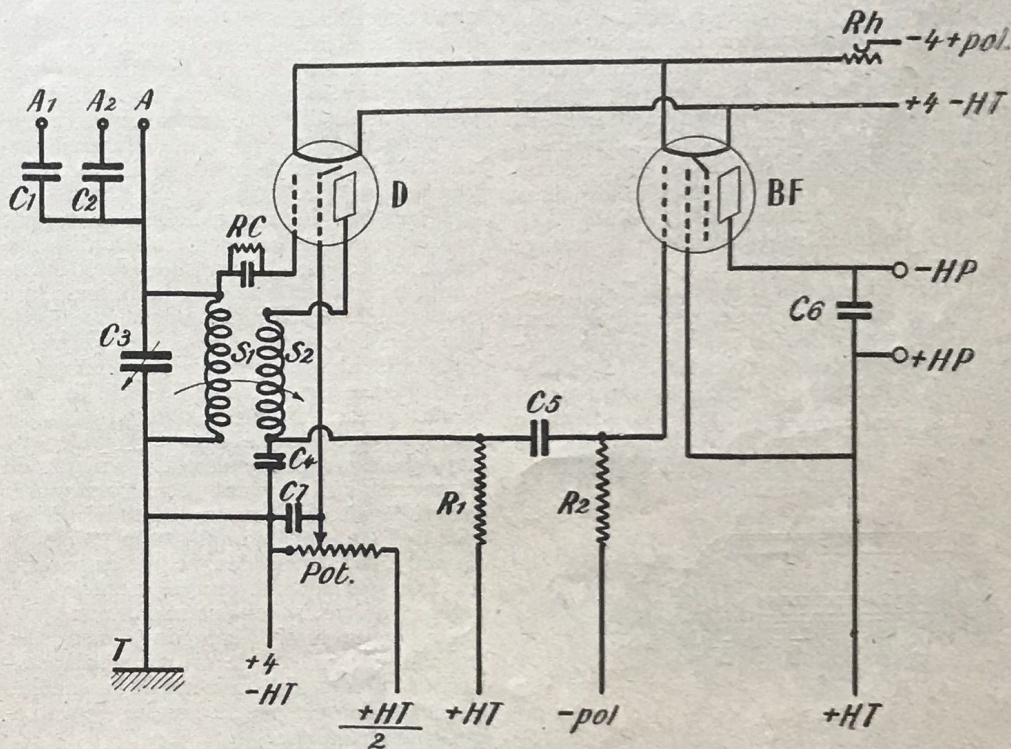 Rh
-4+pol.
A1 A2 A
+4 -HT
C1 C2
D
BF
RC
-HP
C6
C3
S1 S2
+HP
C5
C4
C7
R1
R2
Pot.
T
+4
-HT
+HT
2
+HT
-pol
+HT